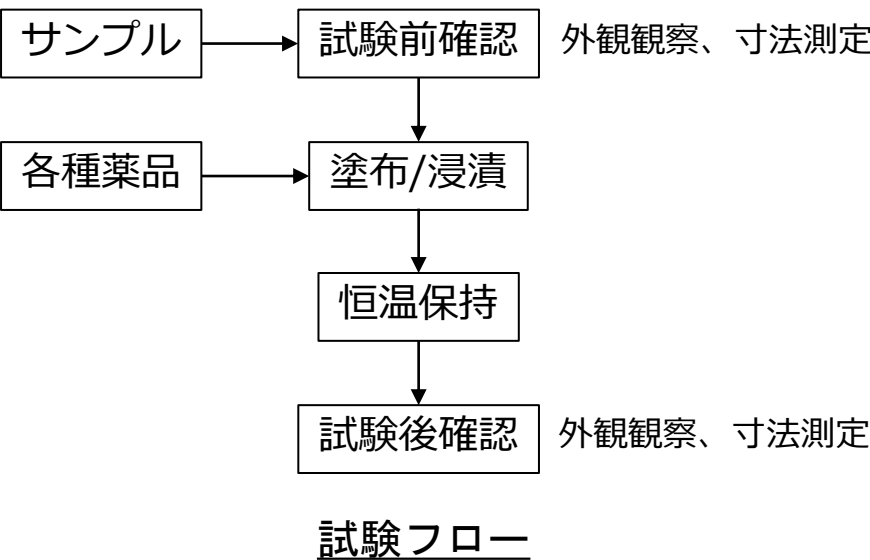 サンプル
試験前確認
外観観察、寸法測定
各種薬品
塗布/浸漬
恒温保持
試験後確認
外観観察、寸法測定
試験フロー